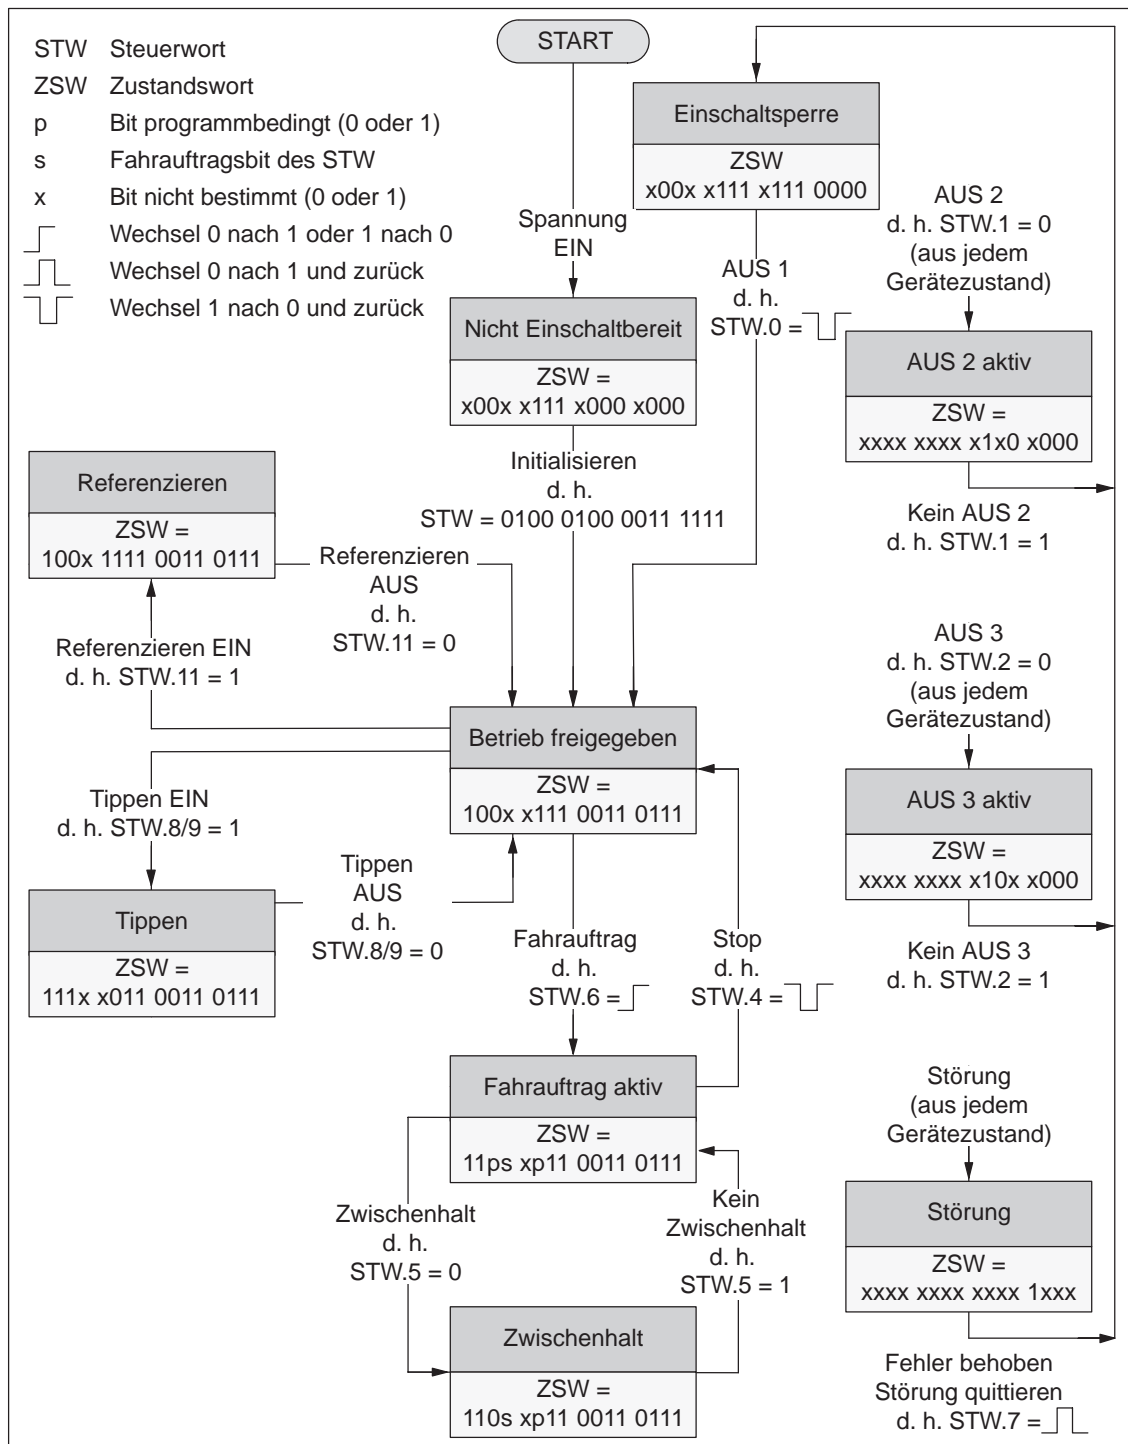 STW Steuerwort
ZSW Zustandswort
p Bit programmbedingt (0 oder 1)
s Fahrauftragsbit des STW
x Bit nicht bestimmt (0 oder 1)
Wechsel 0 nach 1 oder 1 nach 0
Wechsel 0 nach 1 und zurück
Wechsel 1 nach 0 und zurück
START
Spannung
EIN
Einschaltsperre
ZSW
x00x x111 x111 0000
AUS 1
d. h.
STW.0 =
AUS 2
d. h. STW.1 = 0
(aus jedem
Gerätezustand)
AUS 2 aktiv
ZSW =
xxxx xxxx x1x0 x000
Kein AUS 2
d. h. STW.1 = 1
Nicht Einschaltbereit
ZSW =
x00x x111 x000 x000
Initialisieren
d. h.
STW = 0100 0100 0011 1111
Referenzieren
ZSW =
100x 1111 0011 0111
Referenzieren
AUS
d. h.
STW.11 = 0
Referenzieren EIN
d. h. STW.11 = 1
Betrieb freigegeben
ZSW =
100x x111 0011 0111
AUS 3
d. h. STW.2 = 0
(aus jedem
Gerätezustand)
AUS 3 aktiv
ZSW =
xxxx xxxx x10x x000
Kein AUS 3
d. h. STW.2 = 1
Tippen EIN
d. h. STW.8/9 = 1
Tippen
ZSW =
111x x011 0011 0111
Tippen
AUS
d. h.
STW.8/9 = 0
Fahrauftrag
d. h.
STW.6 =
Stop
d. h.
STW.4 =
Fahrauftrag aktiv
ZSW =
11ps xp11 0011 0111
Zwischenhalt
d. h.
STW.5 = 0
Kein
Zwischenhalt
d. h.
STW.5 = 1
Zwischenhalt
ZSW =
110s xp11 0011 0111
Störung
(aus jedem
Gerätezustand)
Störung
ZSW =
xxxx xxxx xxxx 1xxx
Fehler behoben
Störung quittieren
d. h. STW.7 =